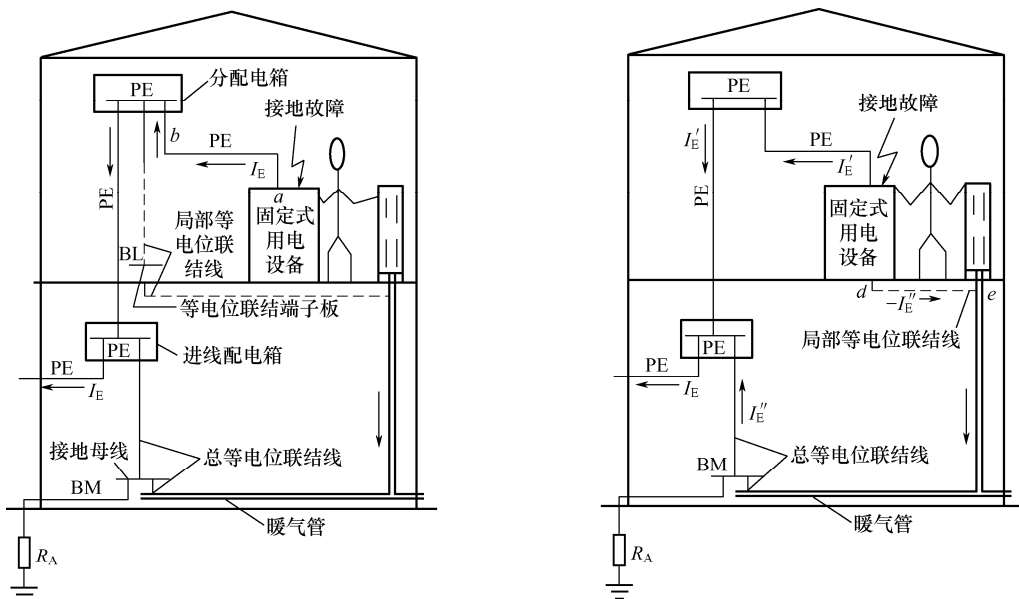 PE
分配电箱
接地故障
b
PE
I_E
PE
a
固定式
用电
设备
局部等
电位联
结线
BL
等电位联结端子板
PE
进线配电箱
PE
I_E
接地母线
总等电位联结线
BM
暖气管
R_A
PE
接地故障
I_E′
PE
I_E′
PE
固定式
用电
设备
d
−I_E″
e
局部等电位联结线
PE
PE
I_E
I_E″
总等电位联结线
BM
暖气管
R_A